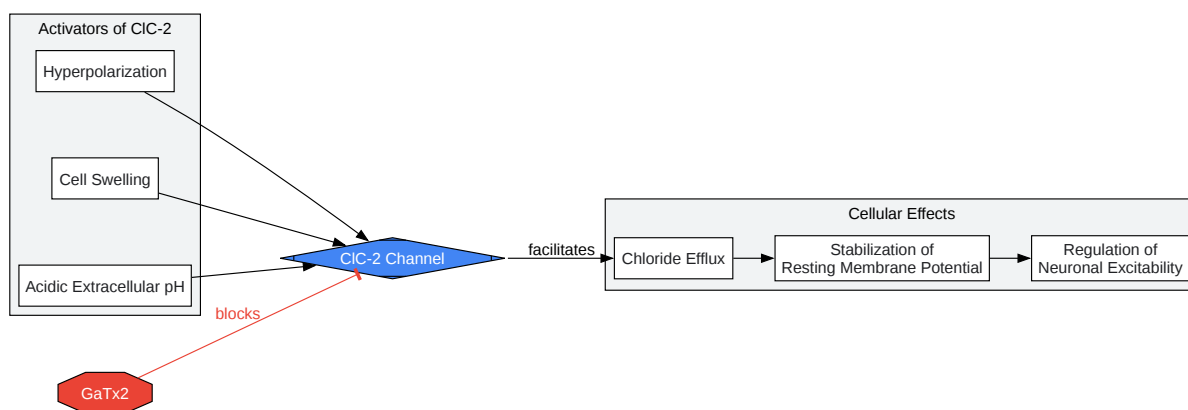 Activators of ClC-2
Hyperpolarization
Cell Swelling
Acidic Extracellular pH
ClC-2 Channel
blocks
GaTx2
facilitates
Cellular Effects
Chloride Efflux
Stabilization of
Resting Membrane Potential
Regulation of
Neuronal Excitability